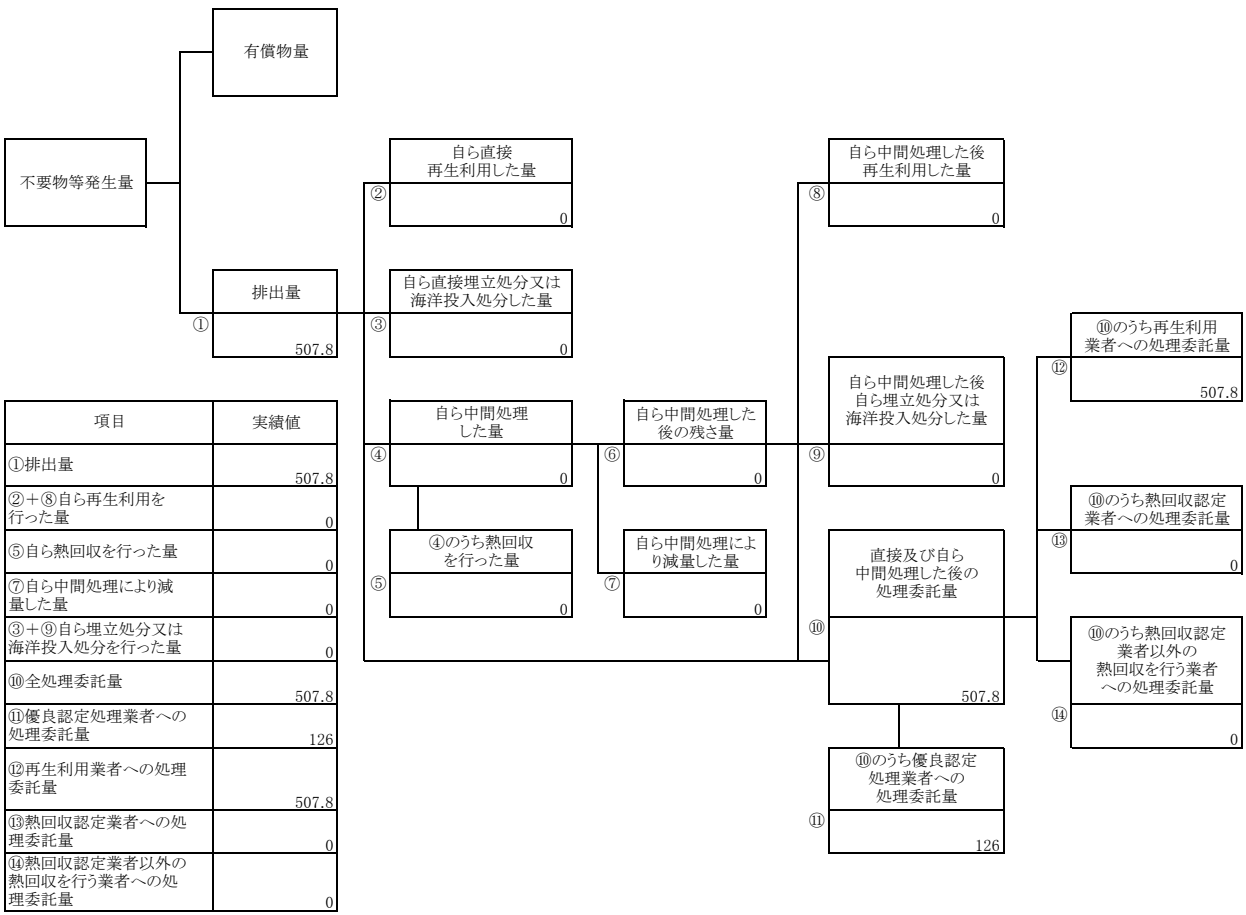 有償物量
不要物等発生量
自ら直接
再生利用した量
②
0
自ら中間処理した後
再生利用した量
⑧
0
排出量
①
507.8
自ら直接埋立処分又は
海洋投入処分した量
③
0
⑩のうち再生利用
業者への処理委託量
⑫
507.8
自ら中間処理
した量
④
0
自ら中間処理した
後の残さ量
⑥
0
自ら中間処理した後
自ら埋立処分又は
海洋投入処分した量
⑨
0
⑩のうち熱回収認定
業者への処理委託量
⑬
0
④のうち熱回収
を行った量
⑤
0
自ら中間処理によ
り減量した量
⑦
0
直接及び自ら
中間処理した後の
処理委託量
⑩
507.8
⑩のうち熱回収認定
業者以外の
熱回収を行う業者
への処理委託量
⑭
0
⑩のうち優良認定
処理業者への
処理委託量
⑪
126
項目 実績値
①排出量
507.8
②+⑧自ら再生利用を
行った量
0
⑤自ら熱回収を行った量
0
⑦自ら中間処理により減
量した量
0
③+⑨自ら埋立処分又は
海洋投入処分を行った量
0
⑩全処理委託量
507.8
⑪優良認定処理業者への
処理委託量
126
⑫再生利用業者への処理
委託量
507.8
⑬熱回収認定業者への処
理委託量
0
⑭熱回収認定業者以外の
熱回収を行う業者への処
理委託量
0